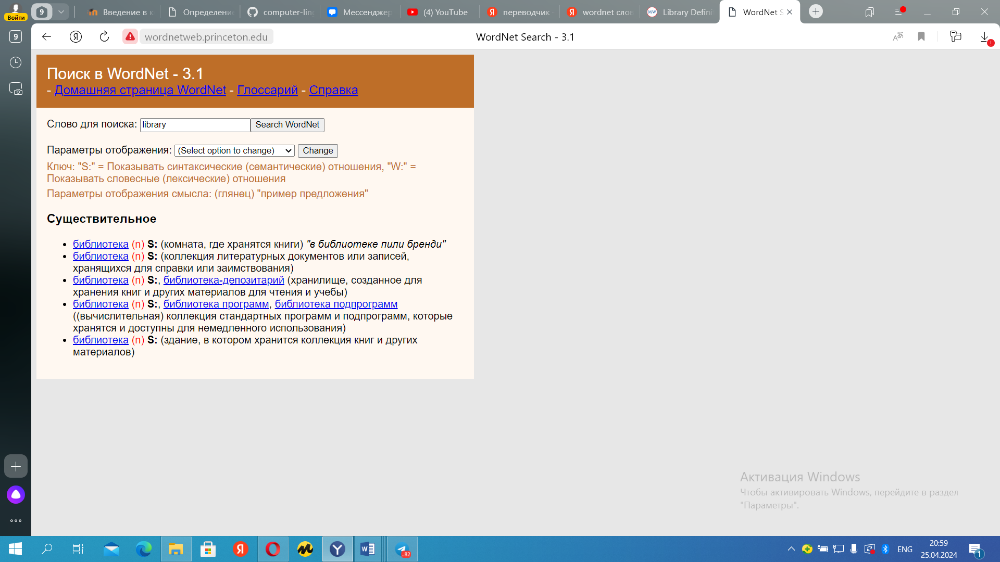 Войти
9
Введение в к
Определение
computer-ling
Мессенджер
(4) YouTube
переводчик
wordnet слов
Library Defini
WordNet S
9
wordnetweb.princeton.edu
WordNet Search - 3.1
Поиск в WordNet - 3.1
- Домашняя страница WordNet - Глоссарий - Справка
Слово для поиска: library Search WordNet
Параметры отображения: (Select option to change) Change
Ключ: "S:" = Показывать синтаксические (семантические) отношения, "W:" =
Показывать словесные (лексические) отношения
Параметры отображения смысла: (глянец) "пример предложения"
Существительное
библиотека (n) S: (комната, где хранятся книги) "в библиотеке пили бренди"
библиотека (n) S: (коллекция литературных документов или записей,
хранящихся для справки или заимствования)
библиотека (n) S:, библиотека-депозитарий (хранилище, созданное для
хранения книг и других материалов для чтения и учебы)
библиотека (n) S:, библиотека программ, библиотека подпрограмм
((вычислительная) коллекция стандартных программ и подпрограмм, которые
хранятся и доступны для немедленного использования)
библиотека (n) S: (здание, в котором хранится коллекция книг и других
материалов)
Активация Windows
Чтобы активировать Windows, перейдите в раздел
"Параметры".
..82
ENG
20:59
25.04.2024
1